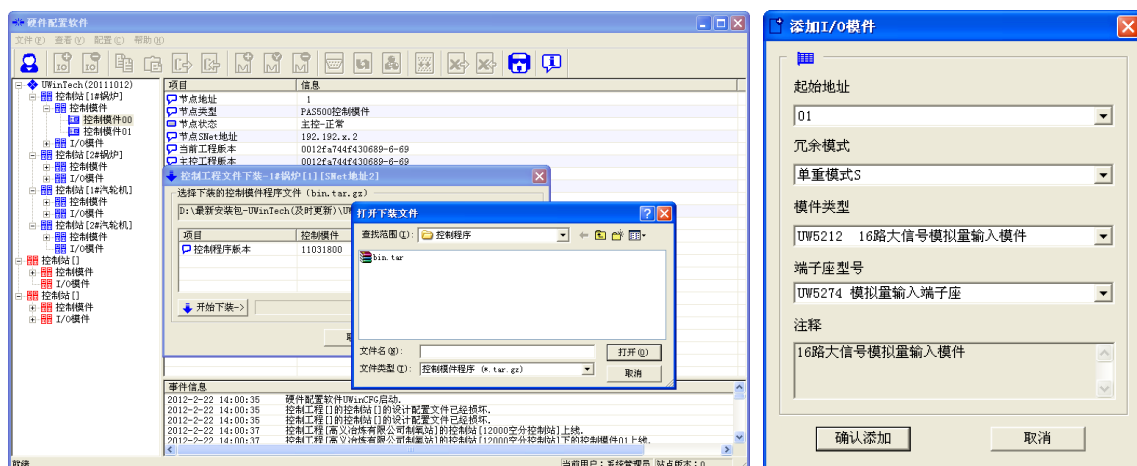 硬件配置软件
文件(F) 查看(V) 配置(C) 帮助(H)
UWinTech(20111012)
控制站[1#锅炉]
控制模件
控制模件00
控制模件01
I/O模件
控制站[2#锅炉]
控制模件
I/O模件
控制站[1#汽轮机]
控制模件
I/O模件
控制站[2#汽轮机]
控制模件
I/O模件
控制站[]
控制模件
I/O模件
控制站[]
控制模件
I/O模件
项目 信息
节点地址 1
节点类型 PAS500控制模件
节点状态 主控-正常
节点SNet地址 192.192.x.2
当前工程版本 0012fa744f430689-6-69
主控工程版本 0012fa744f430689-6-69
控制工程文件下装-1#锅炉[1][SNet地址2]
选择下装的控制模件程序文件 (bin.tar.gz)
D:\最新安装包-UWinTech(及时更新)\UW
项目 控制模件
控制程序版本 11031800
开始下装->
打开下装文件
查找范围(I): 控制程序
bin.tar
文件名(N): 打开(O)
文件类型(T): 控制模件程序 (*.tar.gz) 取消
事件信息
2012-2-22 14:00:35 硬件配置软件UWinCFG启动.
2012-2-22 14:00:35 控制工程[]的控制站[]的设计配置文件已经损坏.
2012-2-22 14:00:35 控制工程[]的控制站[]的设计配置文件已经损坏.
2012-2-22 14:00:37 控制工程[高义冶炼有限公司制氧站]的控制站[12000空分控制站]上线.
2012-2-22 14:00:37 控制工程[高义冶炼有限公司制氧站]的控制站[12000空分控制站]下的控制模件01上线.
就绪 当前用户:系统管理员 站点版本:0
添加I/O模件
起始地址
01
冗余模式
单重模式S
模件类型
UW5212 16路大信号模拟量输入模件
端子座型号
UW5274 模拟量输入端子座
注释
16路大信号模拟量输入模件
确认添加 取消